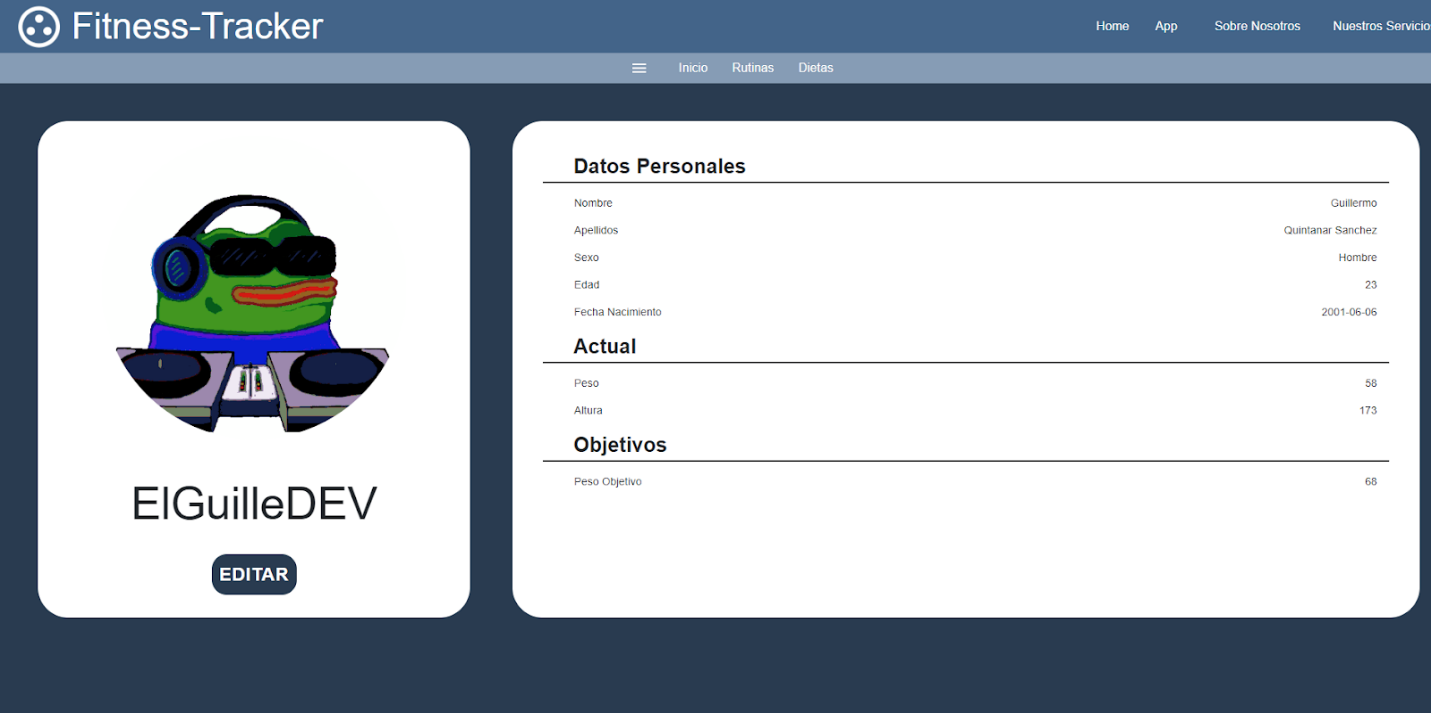 Fitness-Tracker
Home App Sobre Nosotros Nuestros Servicio
Inicio Rutinas Dietas
ElGuilleDEV
EDITAR
Datos Personales
Nombre Guillermo
Apellidos Quintanar Sanchez
Sexo Hombre
Edad 23
Fecha Nacimiento 2001-06-06
Actual
Peso 58
Altura 173
Objetivos
Peso Objetivo 68